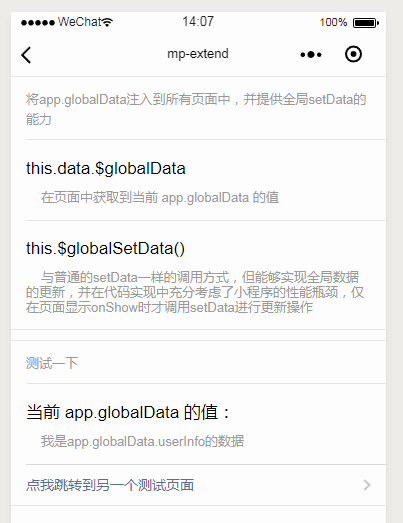 ●●●●● WeChat 14:07 100%
mp-extend
将app.globalData注入到所有页面中，并提供全局setData的
能力
this.data.$globalData
在页面中获取到当前 app.globalData 的值
this.$globalSetData()
与普通的setData一样的调用方式，但能够实现全局数据
的更新，并在代码实现中充分考虑了小程序的性能瓶颈，仅
在页面显示onShow时才调用setData进行更新操作
测试一下
当前 app.globalData 的值：
我是app.globalData.userInfo的数据
点我跳转到另一个测试页面